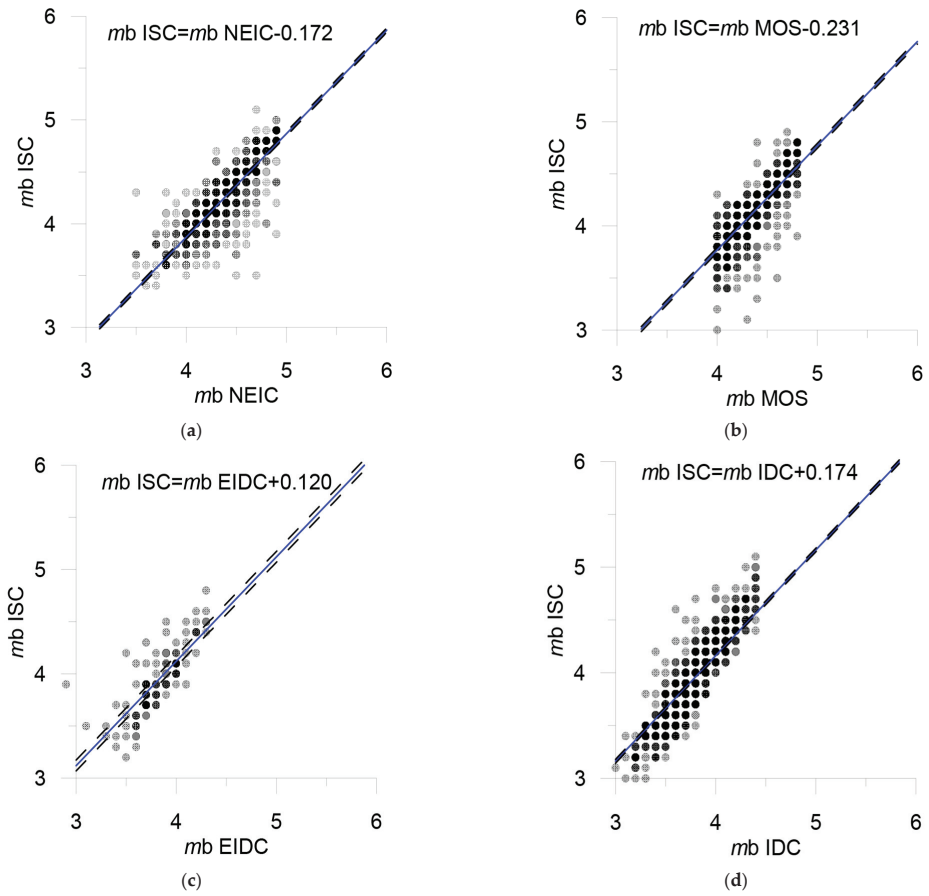 mb ISC=mb NEIC-0.172
6
5
4
3
mb ISC
3 4 5 6
mb NEIC
(a)
mb ISC=mb MOS-0.231
6
5
4
3
mb ISC
3 4 5 6
mb MOS
(b)
mb ISC=mb EIDC+0.120
6
5
4
3
mb ISC
3 4 5 6
mb EIDC
(c)
mb ISC=mb IDC+0.174
6
5
4
3
mb ISC
3 4 5 6
mb IDC
(d)